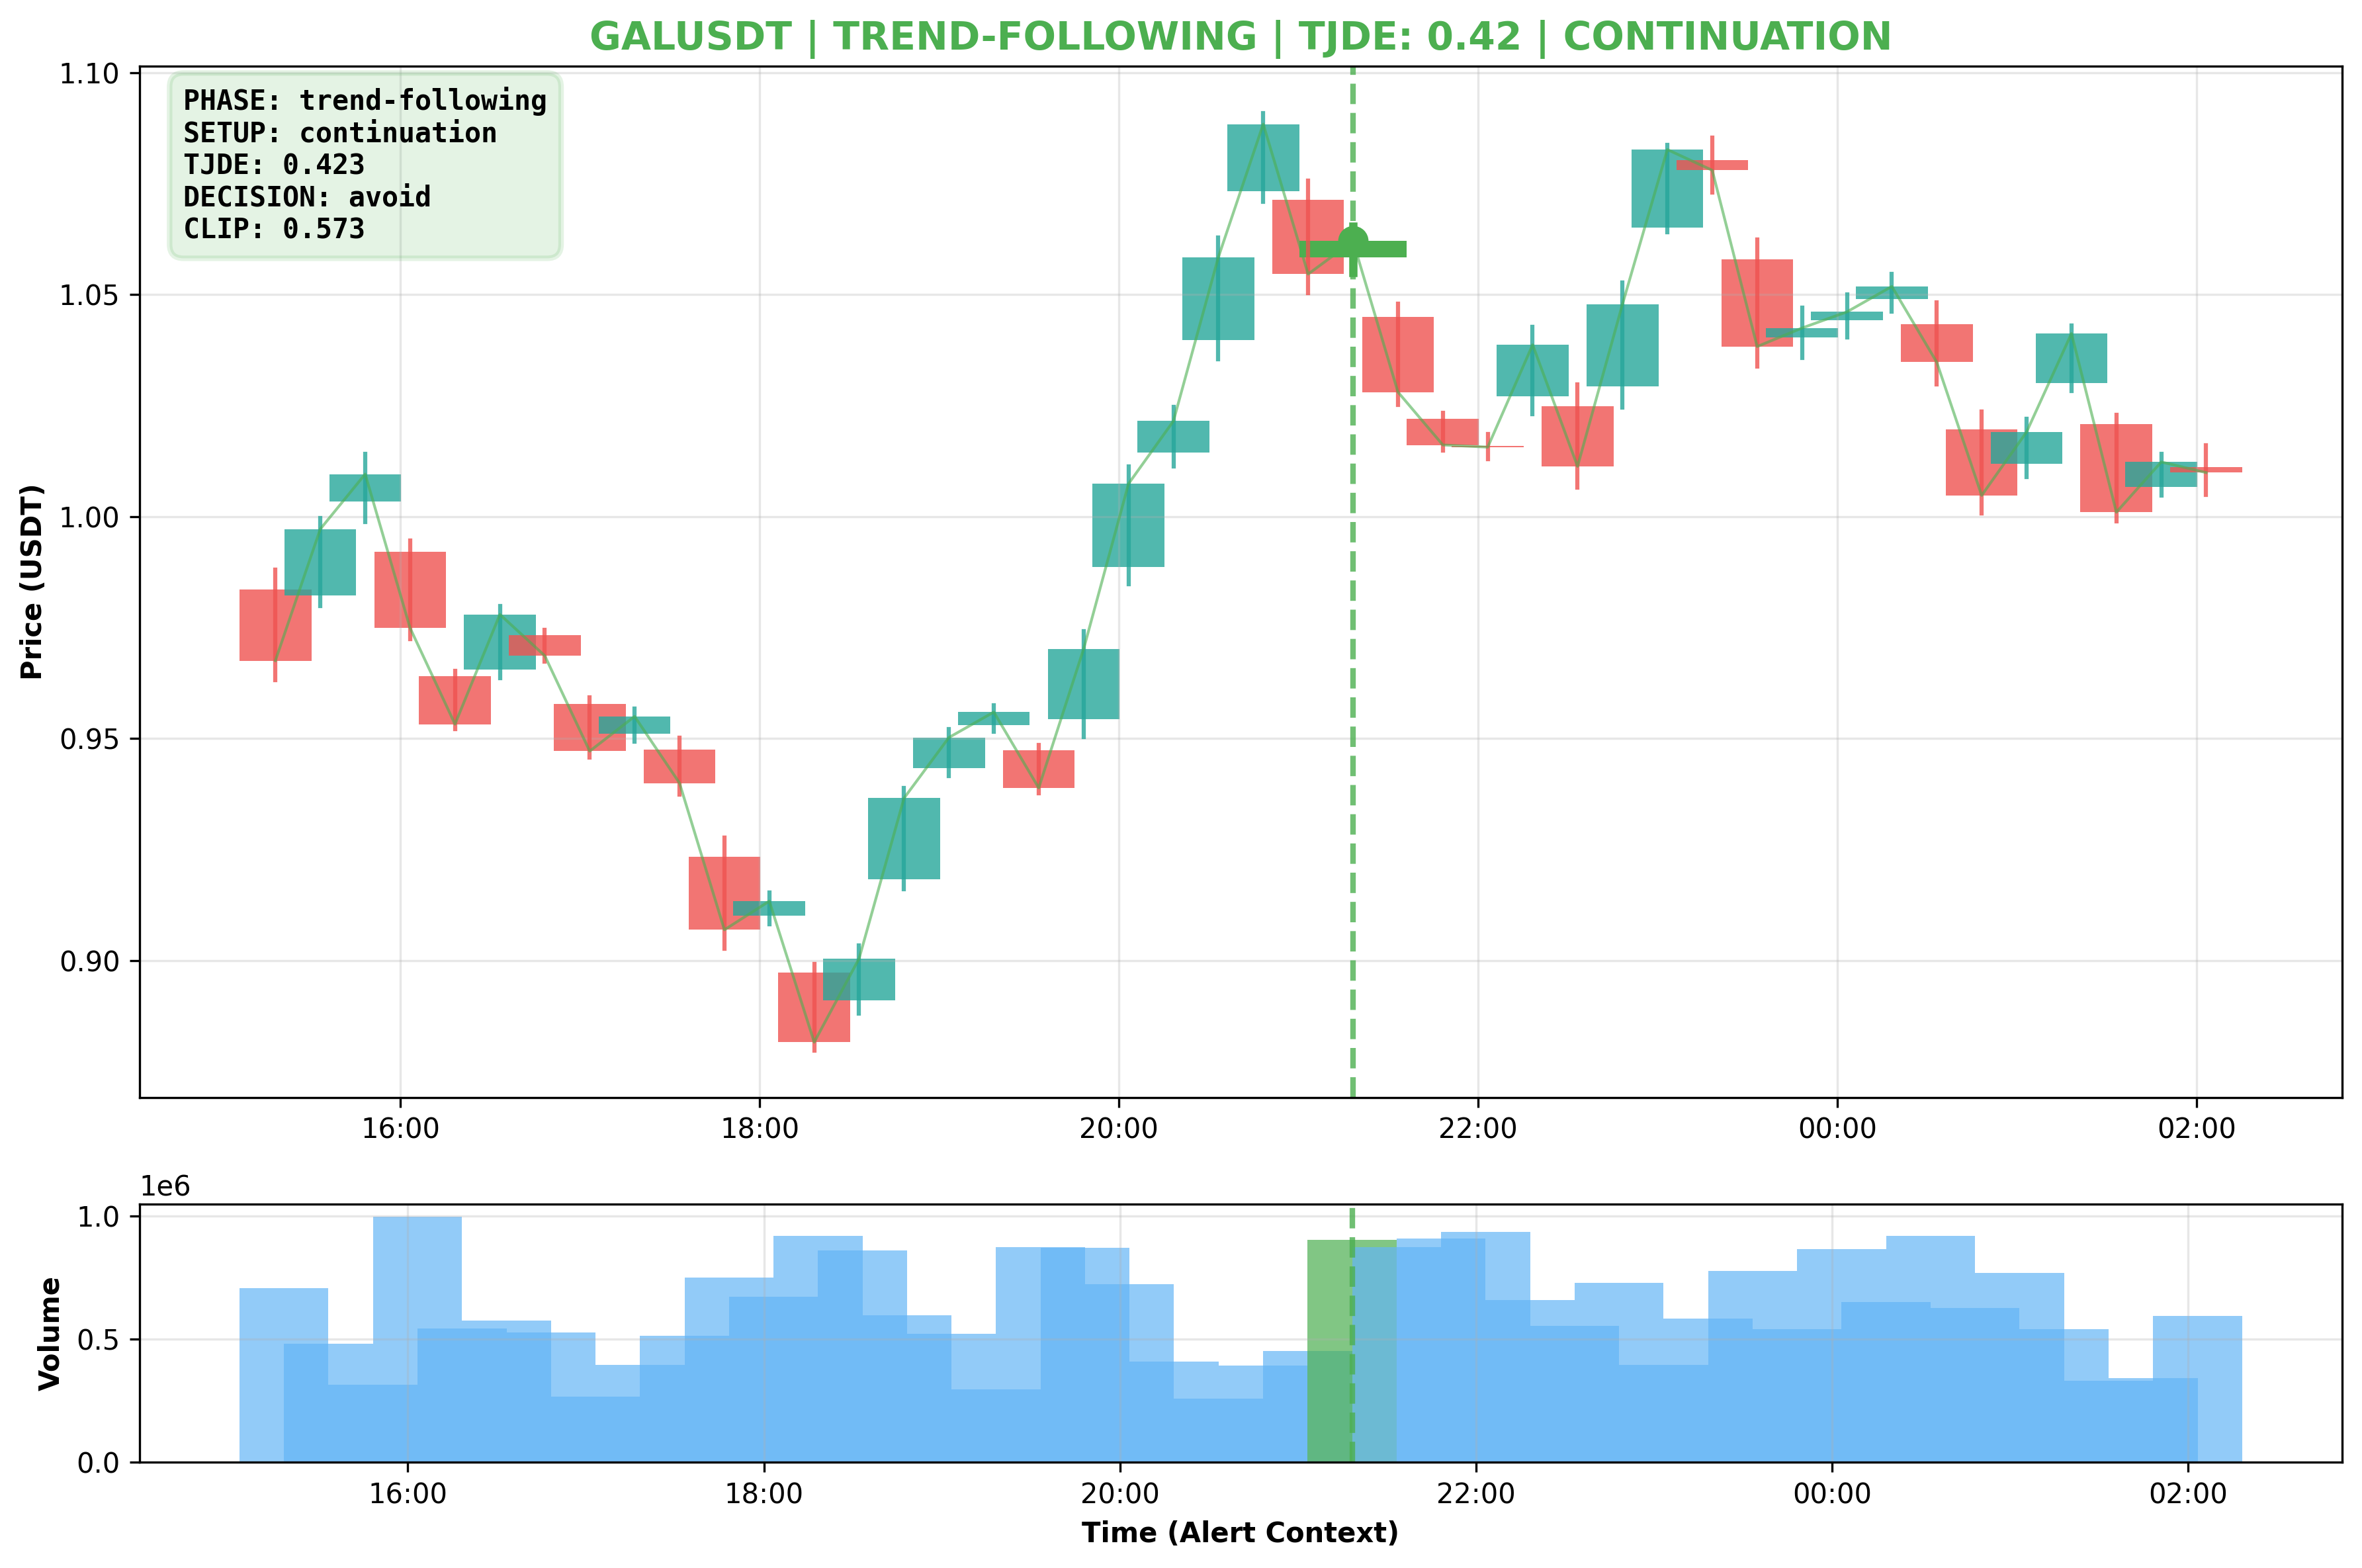 GALUSDT | TREND-FOLLOWING | TJDE: 0.42 | CONTINUATION
PHASE: trend-following
SETUP: continuation
TJDE: 0.423
DECISION: avoid
CLIP: 0.573
Price (USDT)
1.10
1.05
1.00
0.95
0.90
16:00 18:00 20:00 22:00 00:00 02:00
1e6
Volume
1.0
0.5
0.0
16:00 18:00 20:00 22:00 00:00 02:00
Time (Alert Context)